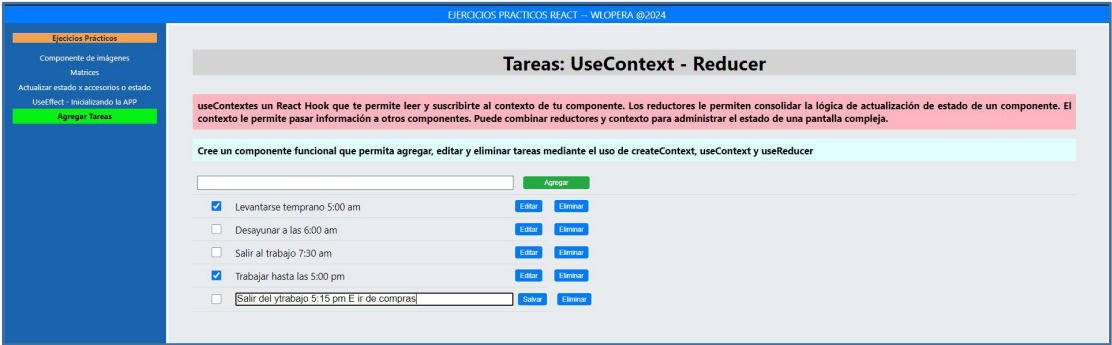 EJERCICIOS PRACTICOS REACT -- WLOPERA @2024
Ejecicios Prácticos
Componente de imágenes
Matrices
Actualizar estado x accesorios o estado
UseEffect - Inicializando la APP
Agregar Tareas
Tareas: UseContext - Reducer
useContextes un React Hook que te permite leer y suscribirte al contexto de tu componente. Los reductores le permiten consolidar la lógica de actualización de estado de un componente. El
contexto le permite pasar información a otros componentes. Puede combinar reductores y contexto para administrar el estado de una pantalla compleja.
Cree un componente funcional que permita agregar, editar y eliminar tareas mediante el uso de createContext, useContext y useReducer
Agregar
Levantarse temprano 5:00 am Editar Eliminar
Desayunar a las 6:00 am Editar Eliminar
Salir al trabajo 7:30 am Editar Eliminar
Trabajar hasta las 5:00 pm Editar Eliminar
Salir del ytrabajo 5:15 pm E ir de compras Salvar Eliminar